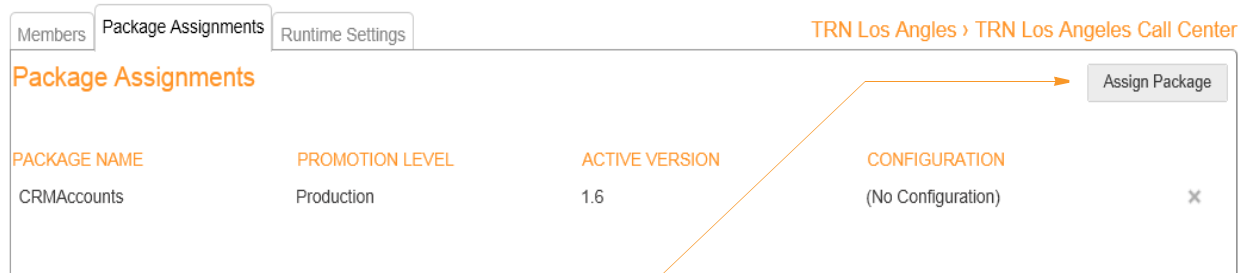 Members Package Assignments Runtime Settings TRN Los Angles › TRN Los Angeles Call Center
Package Assignments Assign Package
PACKAGE NAME PROMOTION LEVEL ACTIVE VERSION CONFIGURATION
CRMAccounts Production 1.6 (No Configuration) ×